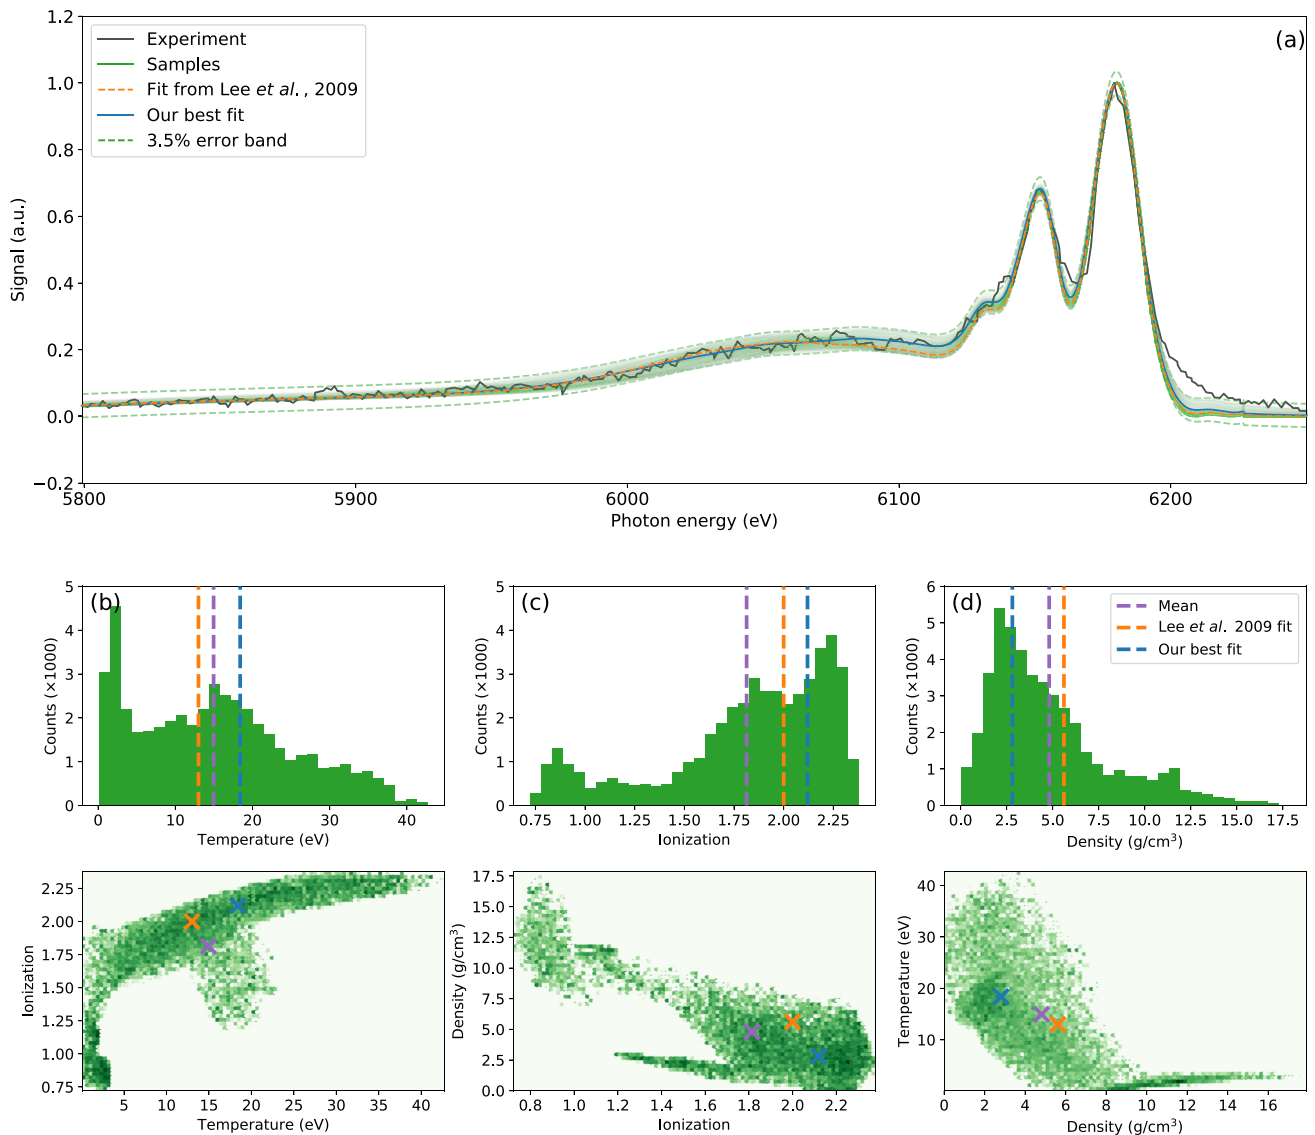 1.2
1.0
0.8
0.6
0.4
0.2
0.0
−0.2
Signal (a.u.)
(a)
Experiment
Samples
Fit from Lee et al., 2009
Our best fit
3.5% error band
5800 5900 6000 6100 6200
Photon energy (eV)
(b)
5
4
3
2
1
0
Counts (×1000)
0 10 20 30 40
Temperature (eV)
(c)
5
4
3
2
1
0
Counts (×1000)
0.75 1.00 1.25 1.50 1.75 2.00 2.25
Ionization
(d)
6
5
4
3
2
1
0
Counts (×1000)
Mean
Lee et al. 2009 fit
Our best fit
0.0 2.5 5.0 7.5 10.0 12.5 15.0 17.5
Density (g/cm³)
2.25
2.00
1.75
1.50
1.25
1.00
0.75
Ionization
5 10 15 20 25 30 35 40
Temperature (eV)
17.5
15.0
12.5
10.0
7.5
5.0
2.5
0.0
Density (g/cm³)
0.8 1.0 1.2 1.4 1.6 1.8 2.0 2.2
Ionization
40
30
20
10
Temperature (eV)
0 2 4 6 8 10 12 14 16
Density (g/cm³)